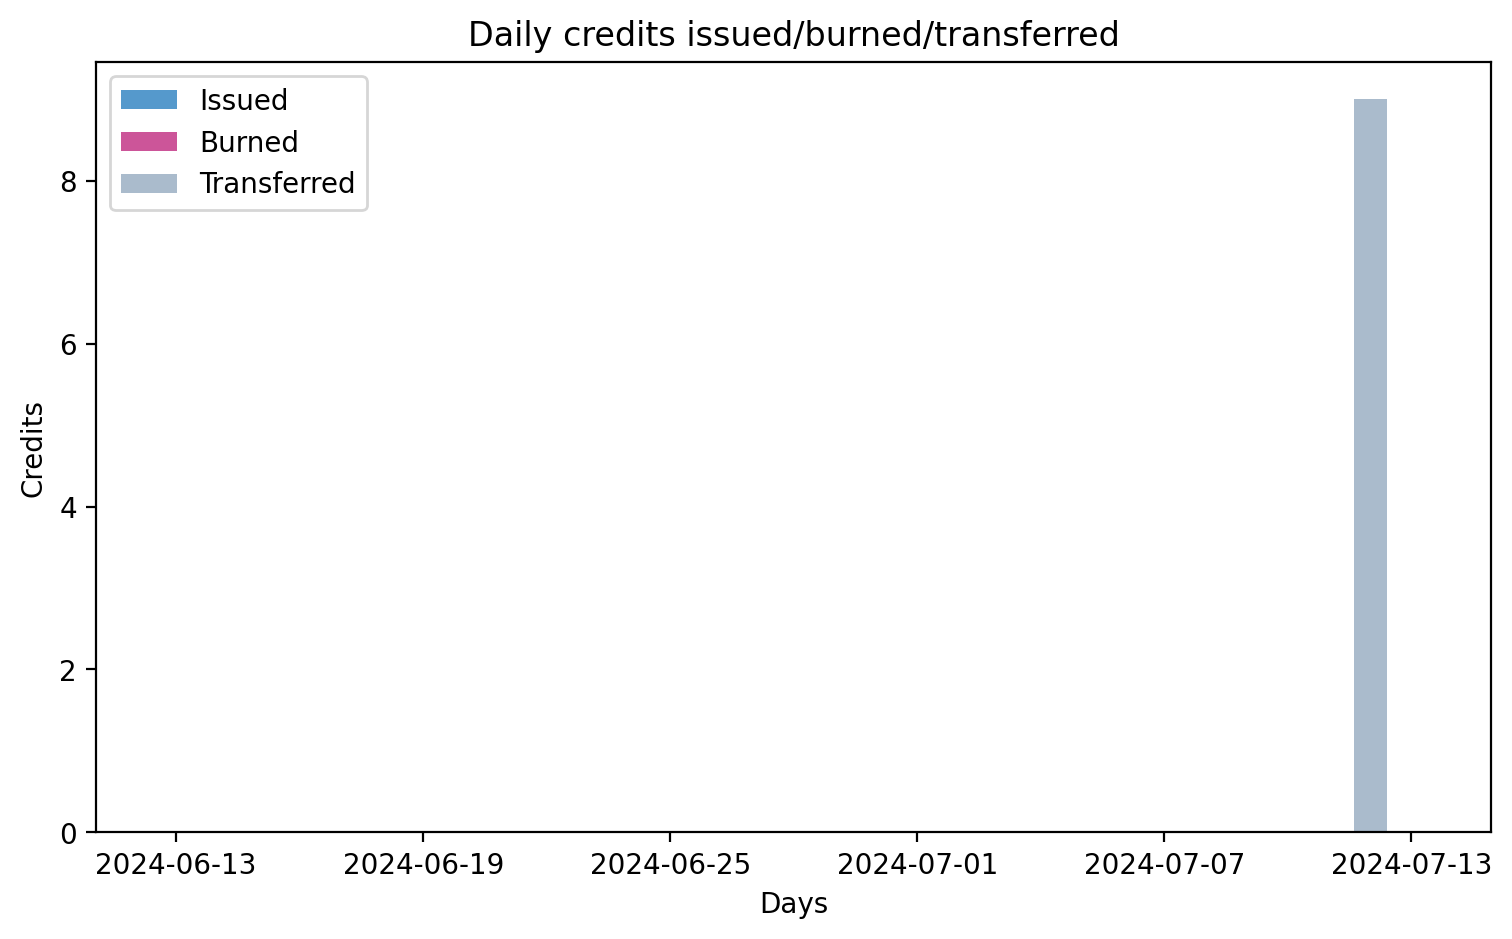 Daily credits issued/burned/transferred
Issued
Burned
Transferred
Credits
8
6
4
2
0
2024-06-13 2024-06-19 2024-06-25 2024-07-01 2024-07-07 2024-07-13
Days